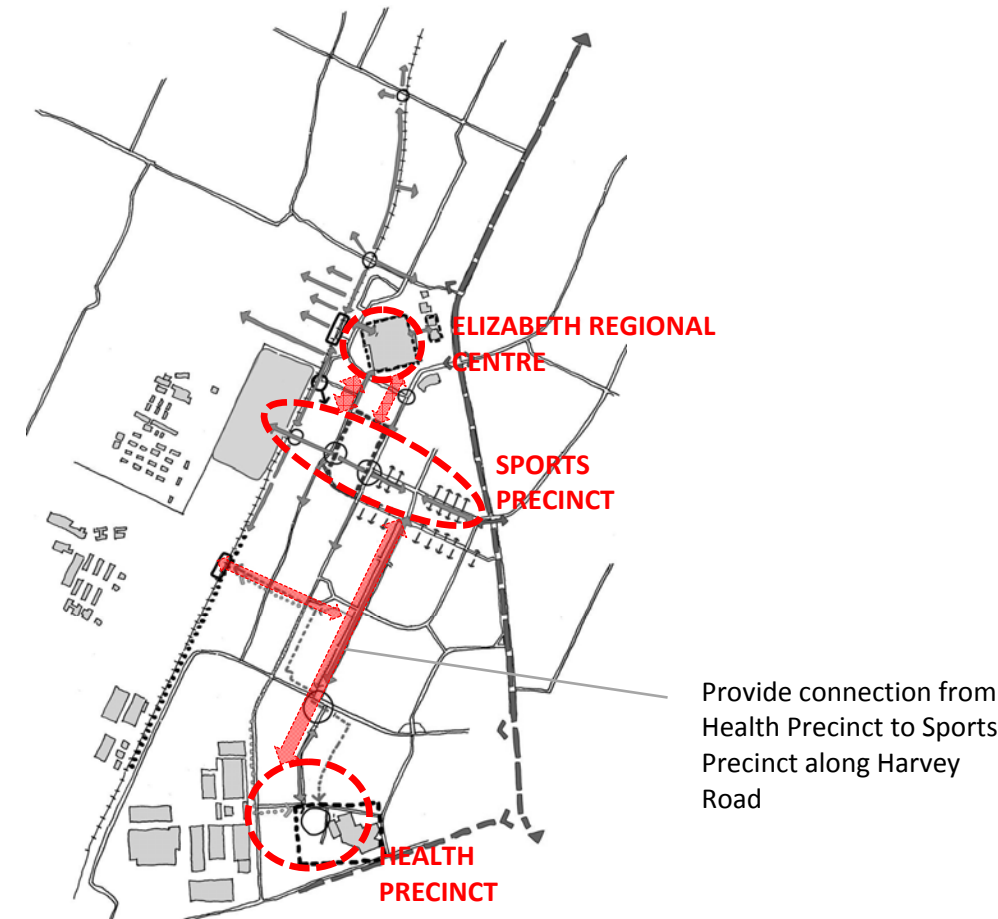 ELIZABETH REGIONAL
CENTRE
SPORTS
PRECINCT
Provide connection from
Health Precinct to Sports
Precinct along Harvey
Road
HEALTH
PRECINCT